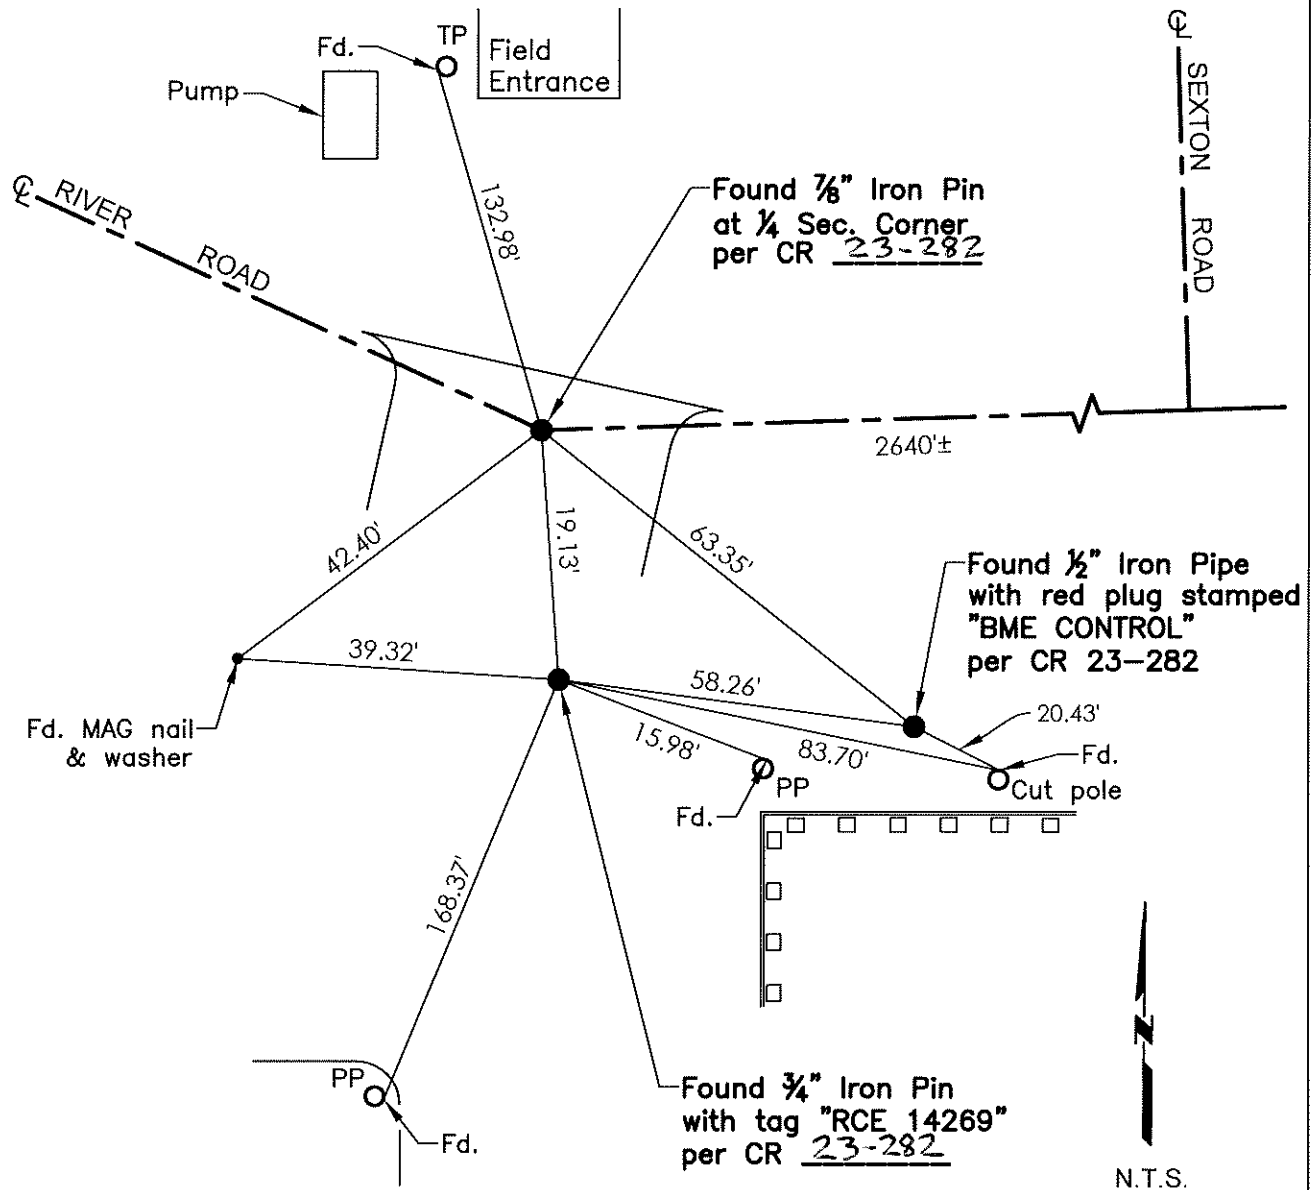 ℄
SEXTON ROAD
TP
Fd.
Field
Entrance
Pump
℄ RIVER ROAD
132.98'
Found ⅞" Iron Pin
at ¼ Sec. Corner
per CR 23-282
2640'±
42.40'
19.13'
63.35'
Found ½" Iron Pipe
with red plug stamped
"BME CONTROL"
per CR 23-282
39.32'
58.26'
20.43'
Fd. MAG nail
& washer
15.98'
83.70'
Fd.
Cut pole
PP
Fd.
168.37'
PP
Fd.
Found ¾" Iron Pin
with tag "RCE 14269"
per CR 23-282
N
N.T.S.